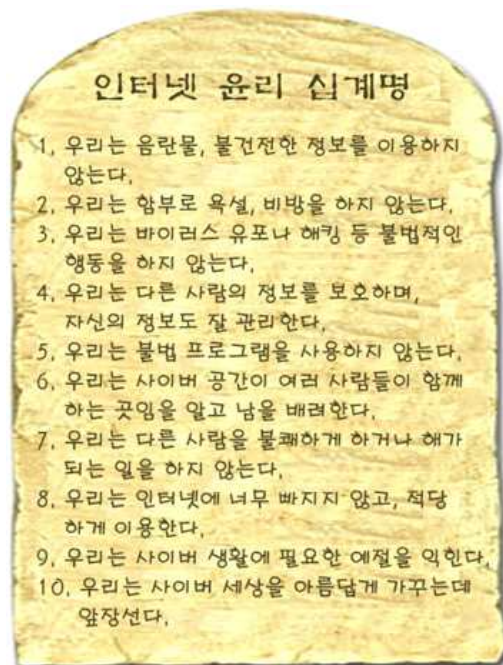 인터넷 윤리 십계명
1, 우리는 음란물, 불건전한 정보를 이용하지
않는다,
2, 우리는 함부로 욕설, 비방을 하지 않는다,
3, 우리는 바이러스 유포나 해킹 등 불법적인
행동을 하지 않는다,
4, 우리는 다른 사람의 정보를 보호하며,
자신의 정보도 잘 관리한다,
5, 우리는 불법 프로그램을 사용하지 않는다,
6, 우리는 사이버 공간이 여러 사람들이 함께
하는 곳임을 알고 남을 배려한다,
7, 우리는 다른 사람을 불쾌하게 하거나 해가
되는 일을 하지 않는다,
8, 우리는 인터넷에 너무 빠지지 않고, 적당
하게 이용한다,
9, 우리는 사이버 생활에 필요한 예절을 익힌다,
10, 우리는 사이버 세상을 아름답게 가꾸는데
앞장선다,